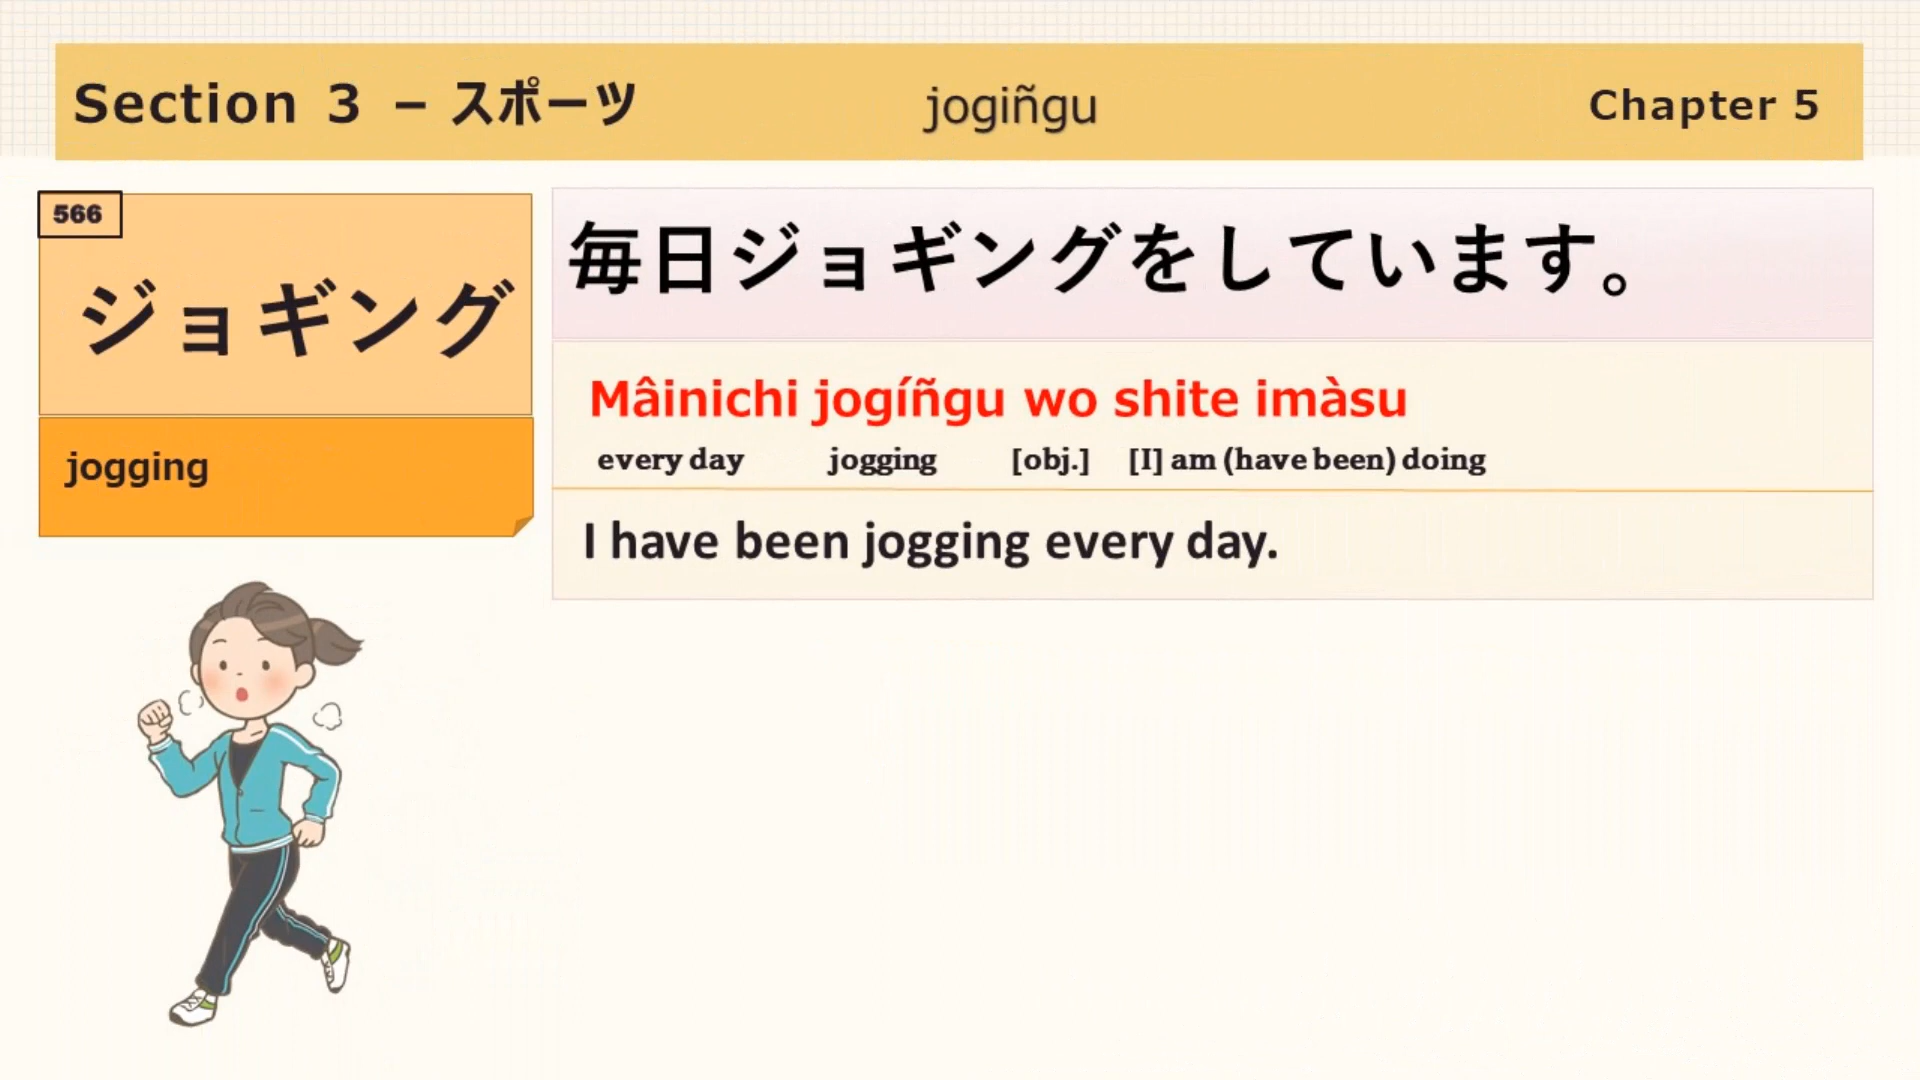 Section 3 – スポーツ
jogiñgu
Chapter 5
566
ジョギング
jogging
毎日ジョギングをしています。
Mâinichi jogíñgu wo shite imàsu
every day jogging [obj.] [I] am (have been) doing
I have been jogging every day.